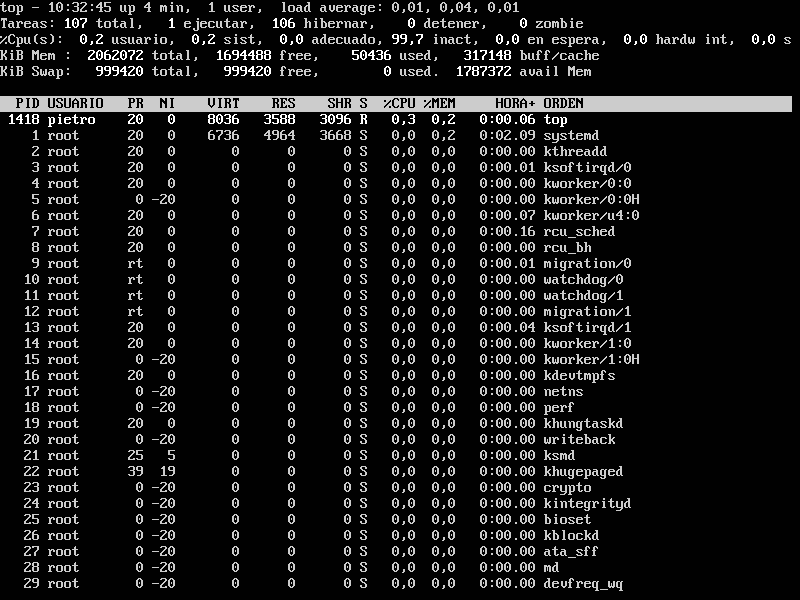 top - 10:32:45 up 4 min,  1 user,  load average: 0,01, 0,04, 0,01
Tareas: 107 total,   1 ejecutar, 106 hibernar,   0 detener,   0 zombie
%Cpu(s):  0,2 usuario,  0,2 sist,  0,0 adecuado, 99,7 inact,  0,0 en espera,  0,0 hardw int,  0,0 s
KiB Mem :  2062072 total,  1694488 free,    50436 used,   317148 buff/cache
KiB Swap:   999420 total,   999420 free,        0 used.  1787372 avail Mem
PID USUARIO   PR  NI    VIRT    RES    SHR S  %CPU %MEM     HORA+ ORDEN
1418 pietro    20   0    8036   3588   3096 R   0,3  0,2   0:00.06 top
1 root      20   0    6736   4964   3668 S   0,0  0,2   0:02.09 systemd
2 root      20   0       0      0      0 S   0,0  0,0   0:00.00 kthreadd
3 root      20   0       0      0      0 S   0,0  0,0   0:00.01 ksoftirqd/0
4 root      20   0       0      0      0 S   0,0  0,0   0:00.00 kworker/0:0
5 root       0 -20       0      0      0 S   0,0  0,0   0:00.00 kworker/0:0H
6 root      20   0       0      0      0 S   0,0  0,0   0:00.07 kworker/u4:0
7 root      20   0       0      0      0 S   0,0  0,0   0:00.16 rcu_sched
8 root      20   0       0      0      0 S   0,0  0,0   0:00.00 rcu_bh
9 root      rt   0       0      0      0 S   0,0  0,0   0:00.01 migration/0
10 root      rt   0       0      0      0 S   0,0  0,0   0:00.00 watchdog/0
11 root      rt   0       0      0      0 S   0,0  0,0   0:00.00 watchdog/1
12 root      rt   0       0      0      0 S   0,0  0,0   0:00.00 migration/1
13 root      20   0       0      0      0 S   0,0  0,0   0:00.04 ksoftirqd/1
14 root      20   0       0      0      0 S   0,0  0,0   0:00.00 kworker/1:0
15 root       0 -20       0      0      0 S   0,0  0,0   0:00.00 kworker/1:0H
16 root      20   0       0      0      0 S   0,0  0,0   0:00.00 kdevtmpfs
17 root       0 -20       0      0      0 S   0,0  0,0   0:00.00 netns
18 root       0 -20       0      0      0 S   0,0  0,0   0:00.00 perf
19 root      20   0       0      0      0 S   0,0  0,0   0:00.00 khungtaskd
20 root       0 -20       0      0      0 S   0,0  0,0   0:00.00 writeback
21 root      25   5       0      0      0 S   0,0  0,0   0:00.00 ksmd
22 root      39  19       0      0      0 S   0,0  0,0   0:00.00 khugepaged
23 root       0 -20       0      0      0 S   0,0  0,0   0:00.00 crypto
24 root       0 -20       0      0      0 S   0,0  0,0   0:00.00 kintegrityd
25 root       0 -20       0      0      0 S   0,0  0,0   0:00.00 bioset
26 root       0 -20       0      0      0 S   0,0  0,0   0:00.00 kblockd
27 root       0 -20       0      0      0 S   0,0  0,0   0:00.00 ata_sff
28 root       0 -20       0      0      0 S   0,0  0,0   0:00.00 md
29 root       0 -20       0      0      0 S   0,0  0,0   0:00.00 devfreq_wq